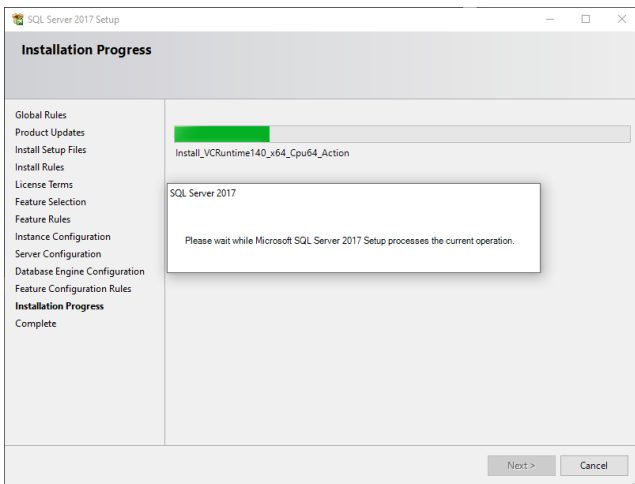 SQL Server 2017 Setup
Installation Progress
Global Rules
Product Updates
Install Setup Files
Install Rules
License Terms
Feature Selection
Feature Rules
Instance Configuration
Server Configuration
Database Engine Configuration
Feature Configuration Rules
Installation Progress
Complete
Install_VCRuntime140_x64_Cpu64_Action
SQL Server 2017
Please wait while Microsoft SQL Server 2017 Setup processes the current operation.
Next >
Cancel